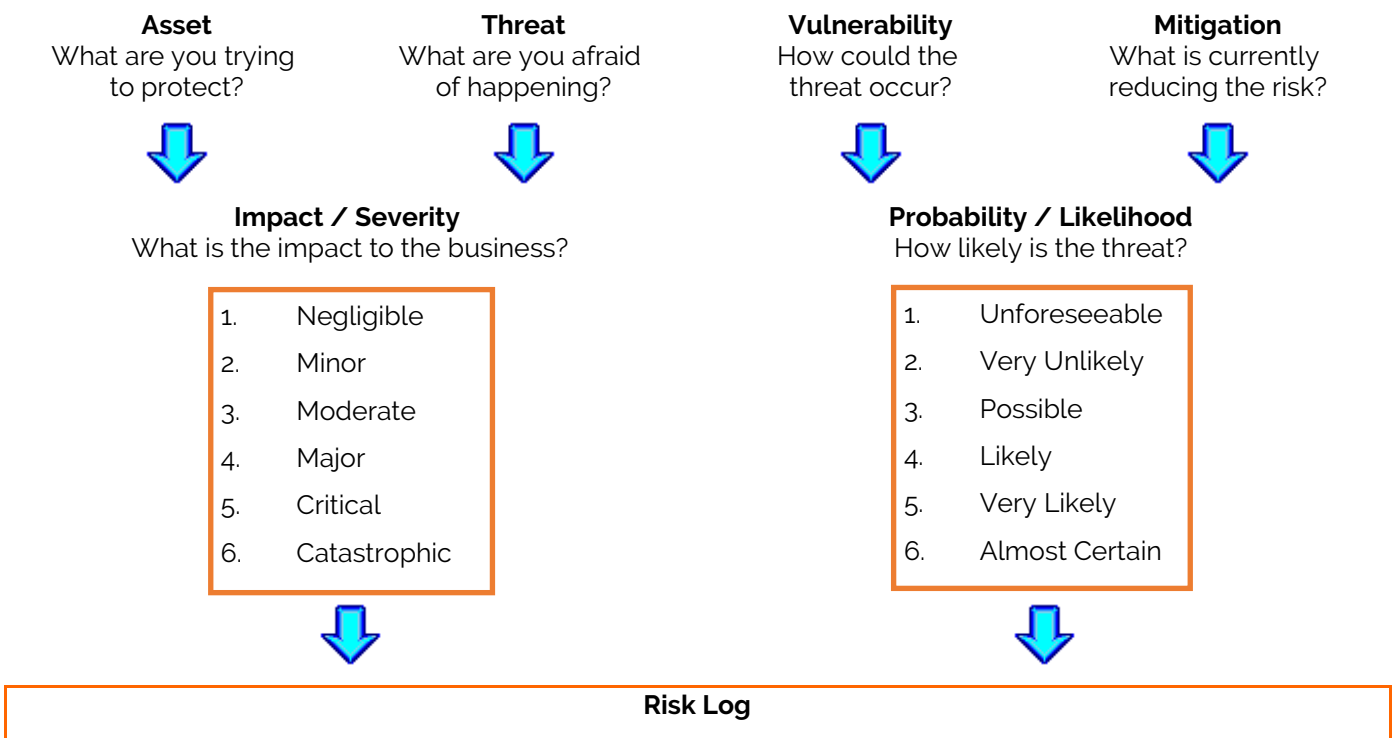 Asset
What are you trying
to protect?
Threat
What are you afraid
of happening?
Vulnerability
How could the
threat occur?
Mitigation
What is currently
reducing the risk?
Impact / Severity
What is the impact to the business?
1. Negligible
2. Minor
3. Moderate
4. Major
5. Critical
6. Catastrophic
Probability / Likelihood
How likely is the threat?
1. Unforeseeable
2. Very Unlikely
3. Possible
4. Likely
5. Very Likely
6. Almost Certain
Risk Log